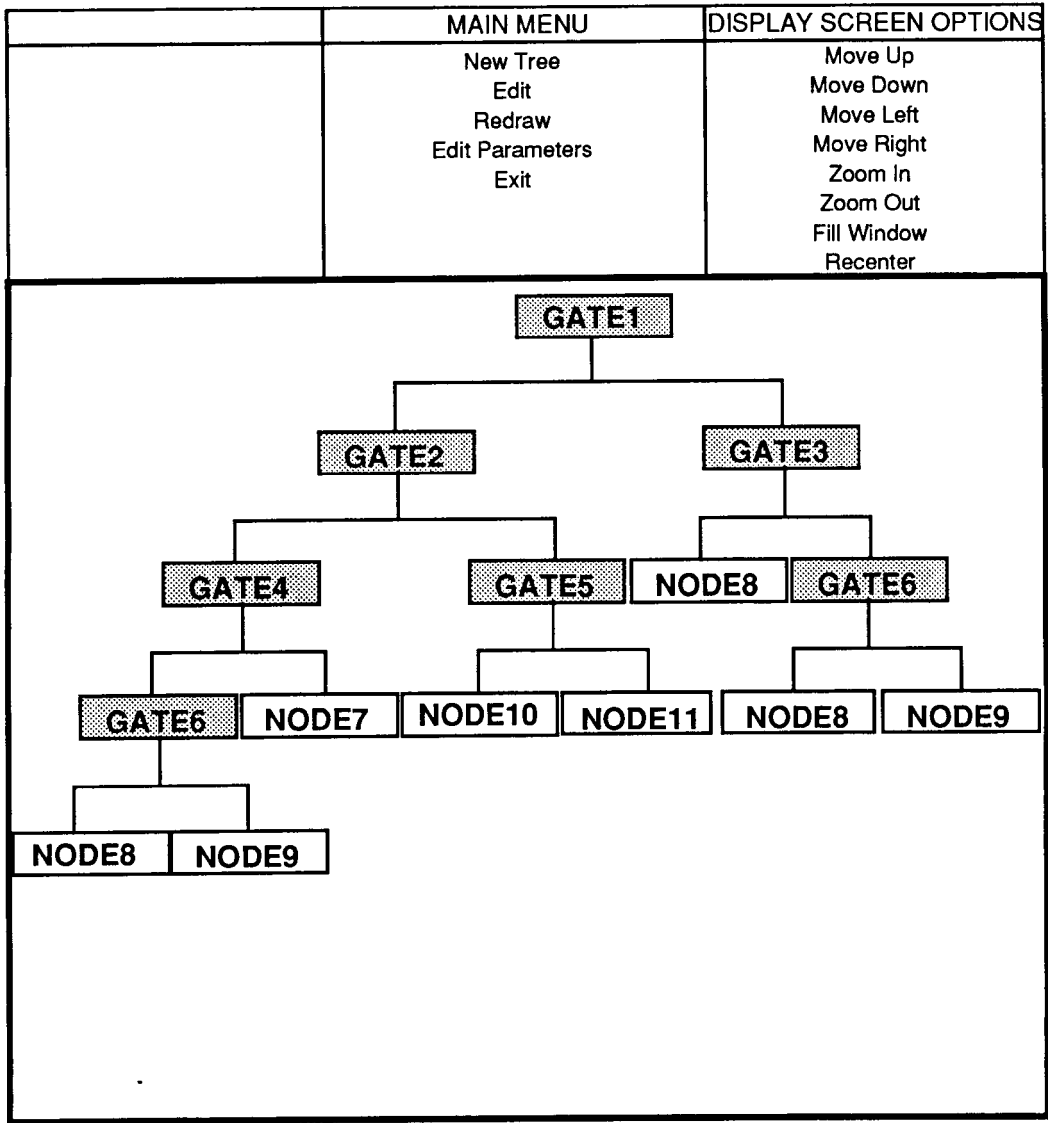 MAIN MENU
New Tree
Edit
Redraw
Edit Parameters
Exit
DISPLAY SCREEN OPTIONS
Move Up
Move Down
Move Left
Move Right
Zoom In
Zoom Out
Fill Window
Recenter
GATE1
GATE2 GATE3
GATE4 GATE5 NODE8 GATE6
GATE6 NODE7 NODE10 NODE11 NODE8 NODE9
NODE8 NODE9